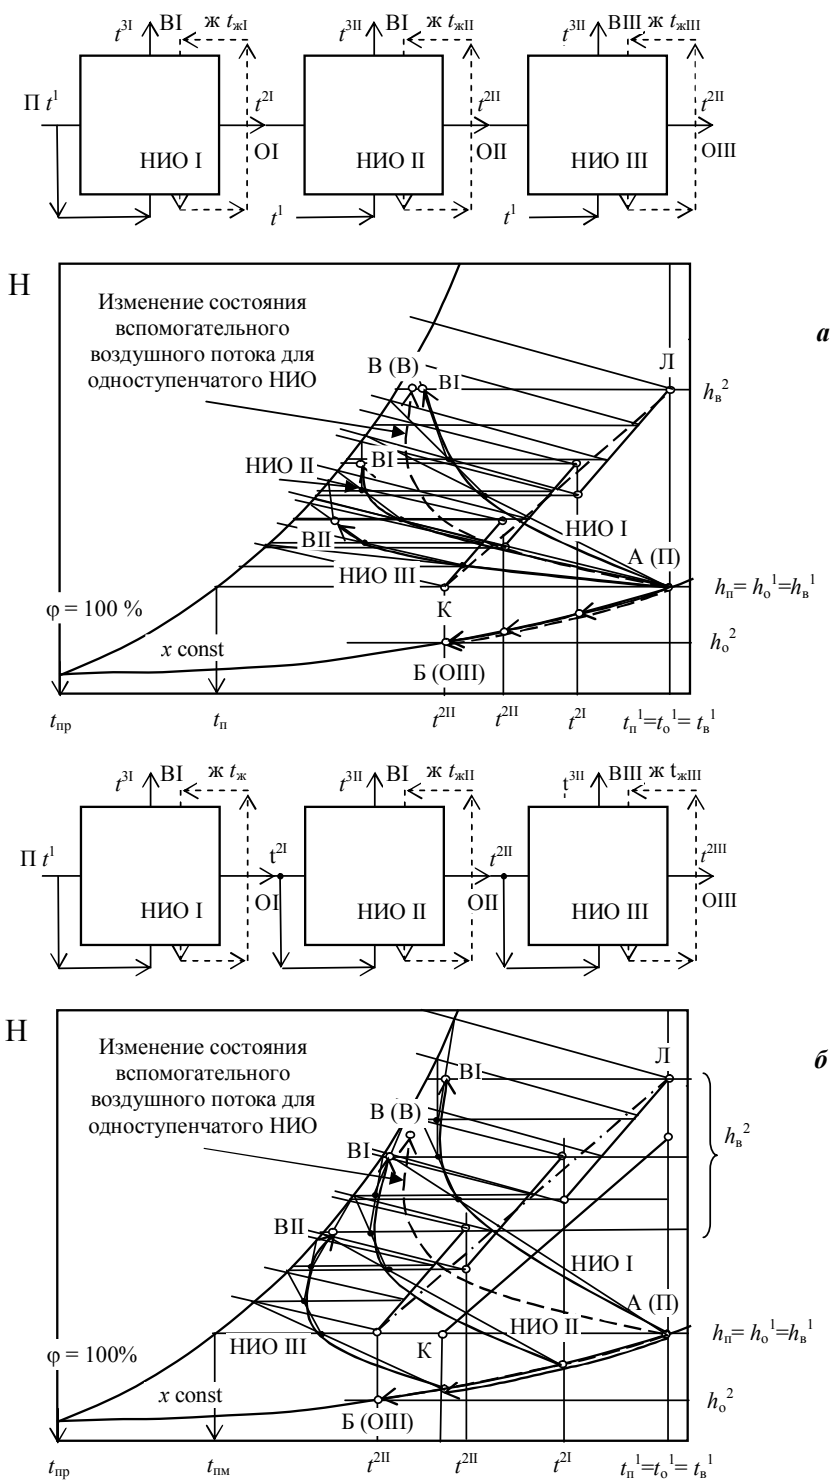 t³ᴵ ВI ж tжI t³ᴵᴵ ВI ж tжII t³ᴵᴵ ВIII ж tжIII
П t¹ t²ᴵ t²ᴵᴵ t²ᴵᴵ
НИО I ОI НИО II ОII НИО III ОIII
t¹ t¹
Н
Изменение состояния
вспомогательного
воздушного потока для
одноступенчатого НИО
а
В (В) ВI Л
hв²
НИО II ВI
НИО I
ВII
НИО III А (П)
К
hп= hо¹=hв¹
φ = 100 %
x const
hо²
Б (ОIII)
tпр tп t²ᴵᴵ t²ᴵᴵ t²ᴵ tп¹=tо¹= tв¹
t³ᴵ ВI ж tж t³ᴵᴵ ВI ж tжII t³ᴵᴵ ВIII ж tжIII
П t¹ t²ᴵ t²ᴵᴵ t²ᴵᴵᴵ
НИО I ОI НИО II ОII НИО III ОIII
Н
Изменение состояния
вспомогательного
воздушного потока для
одноступенчатого НИО
б
Л
ВI
В (В)
hв²
ВI
ВII
НИО I
А (П)
НИО II
НИО III К
hп= hо¹=hв¹
φ = 100%
x const
hо²
Б (ОIII)
tпр tпм t²ᴵᴵ t²ᴵᴵ t²ᴵ tп¹=tо¹= tв¹